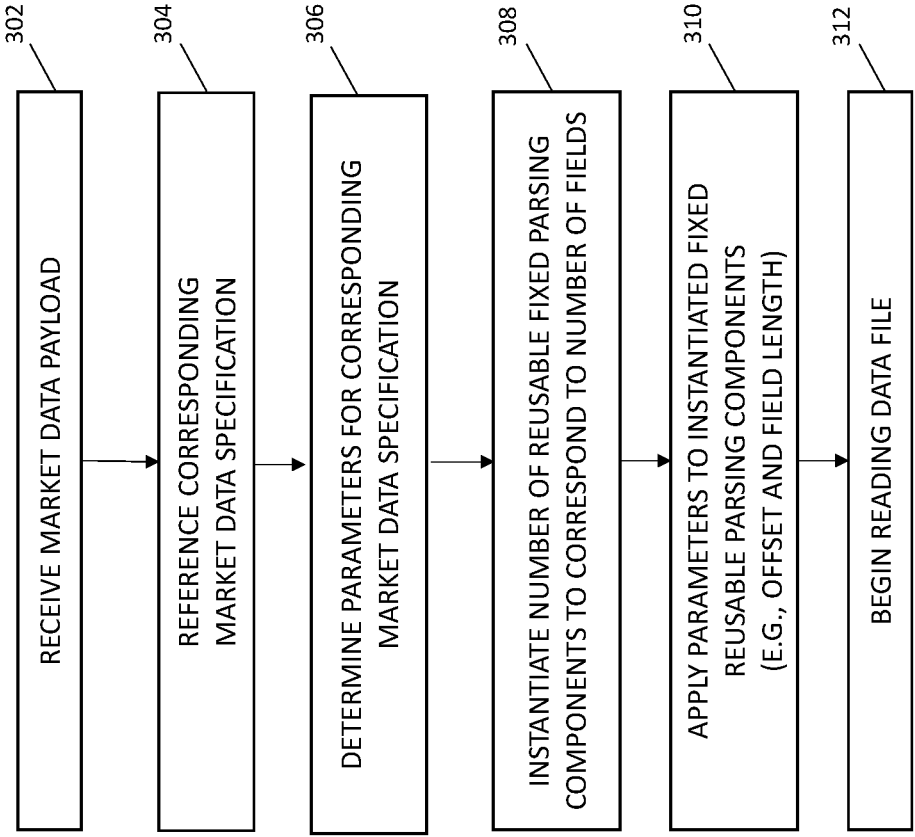 302
RECEIVE MARKET DATA PAYLOAD
304
REFERENCE CORRESPONDING
MARKET DATA SPECIFICATION
306
DETERMINE PARAMETERS FOR CORRESPONDING
MARKET DATA SPECIFICATION
308
INSTANTIATE NUMBER OF REUSABLE FIXED PARSING
COMPONENTS TO CORRESPOND TO NUMBER OF FIELDS
310
APPLY PARAMETERS TO INSTANTIATED FIXED
REUSABLE PARSING COMPONENTS
(E.G., OFFSET AND FIELD LENGTH)
312
BEGIN READING DATA FILE